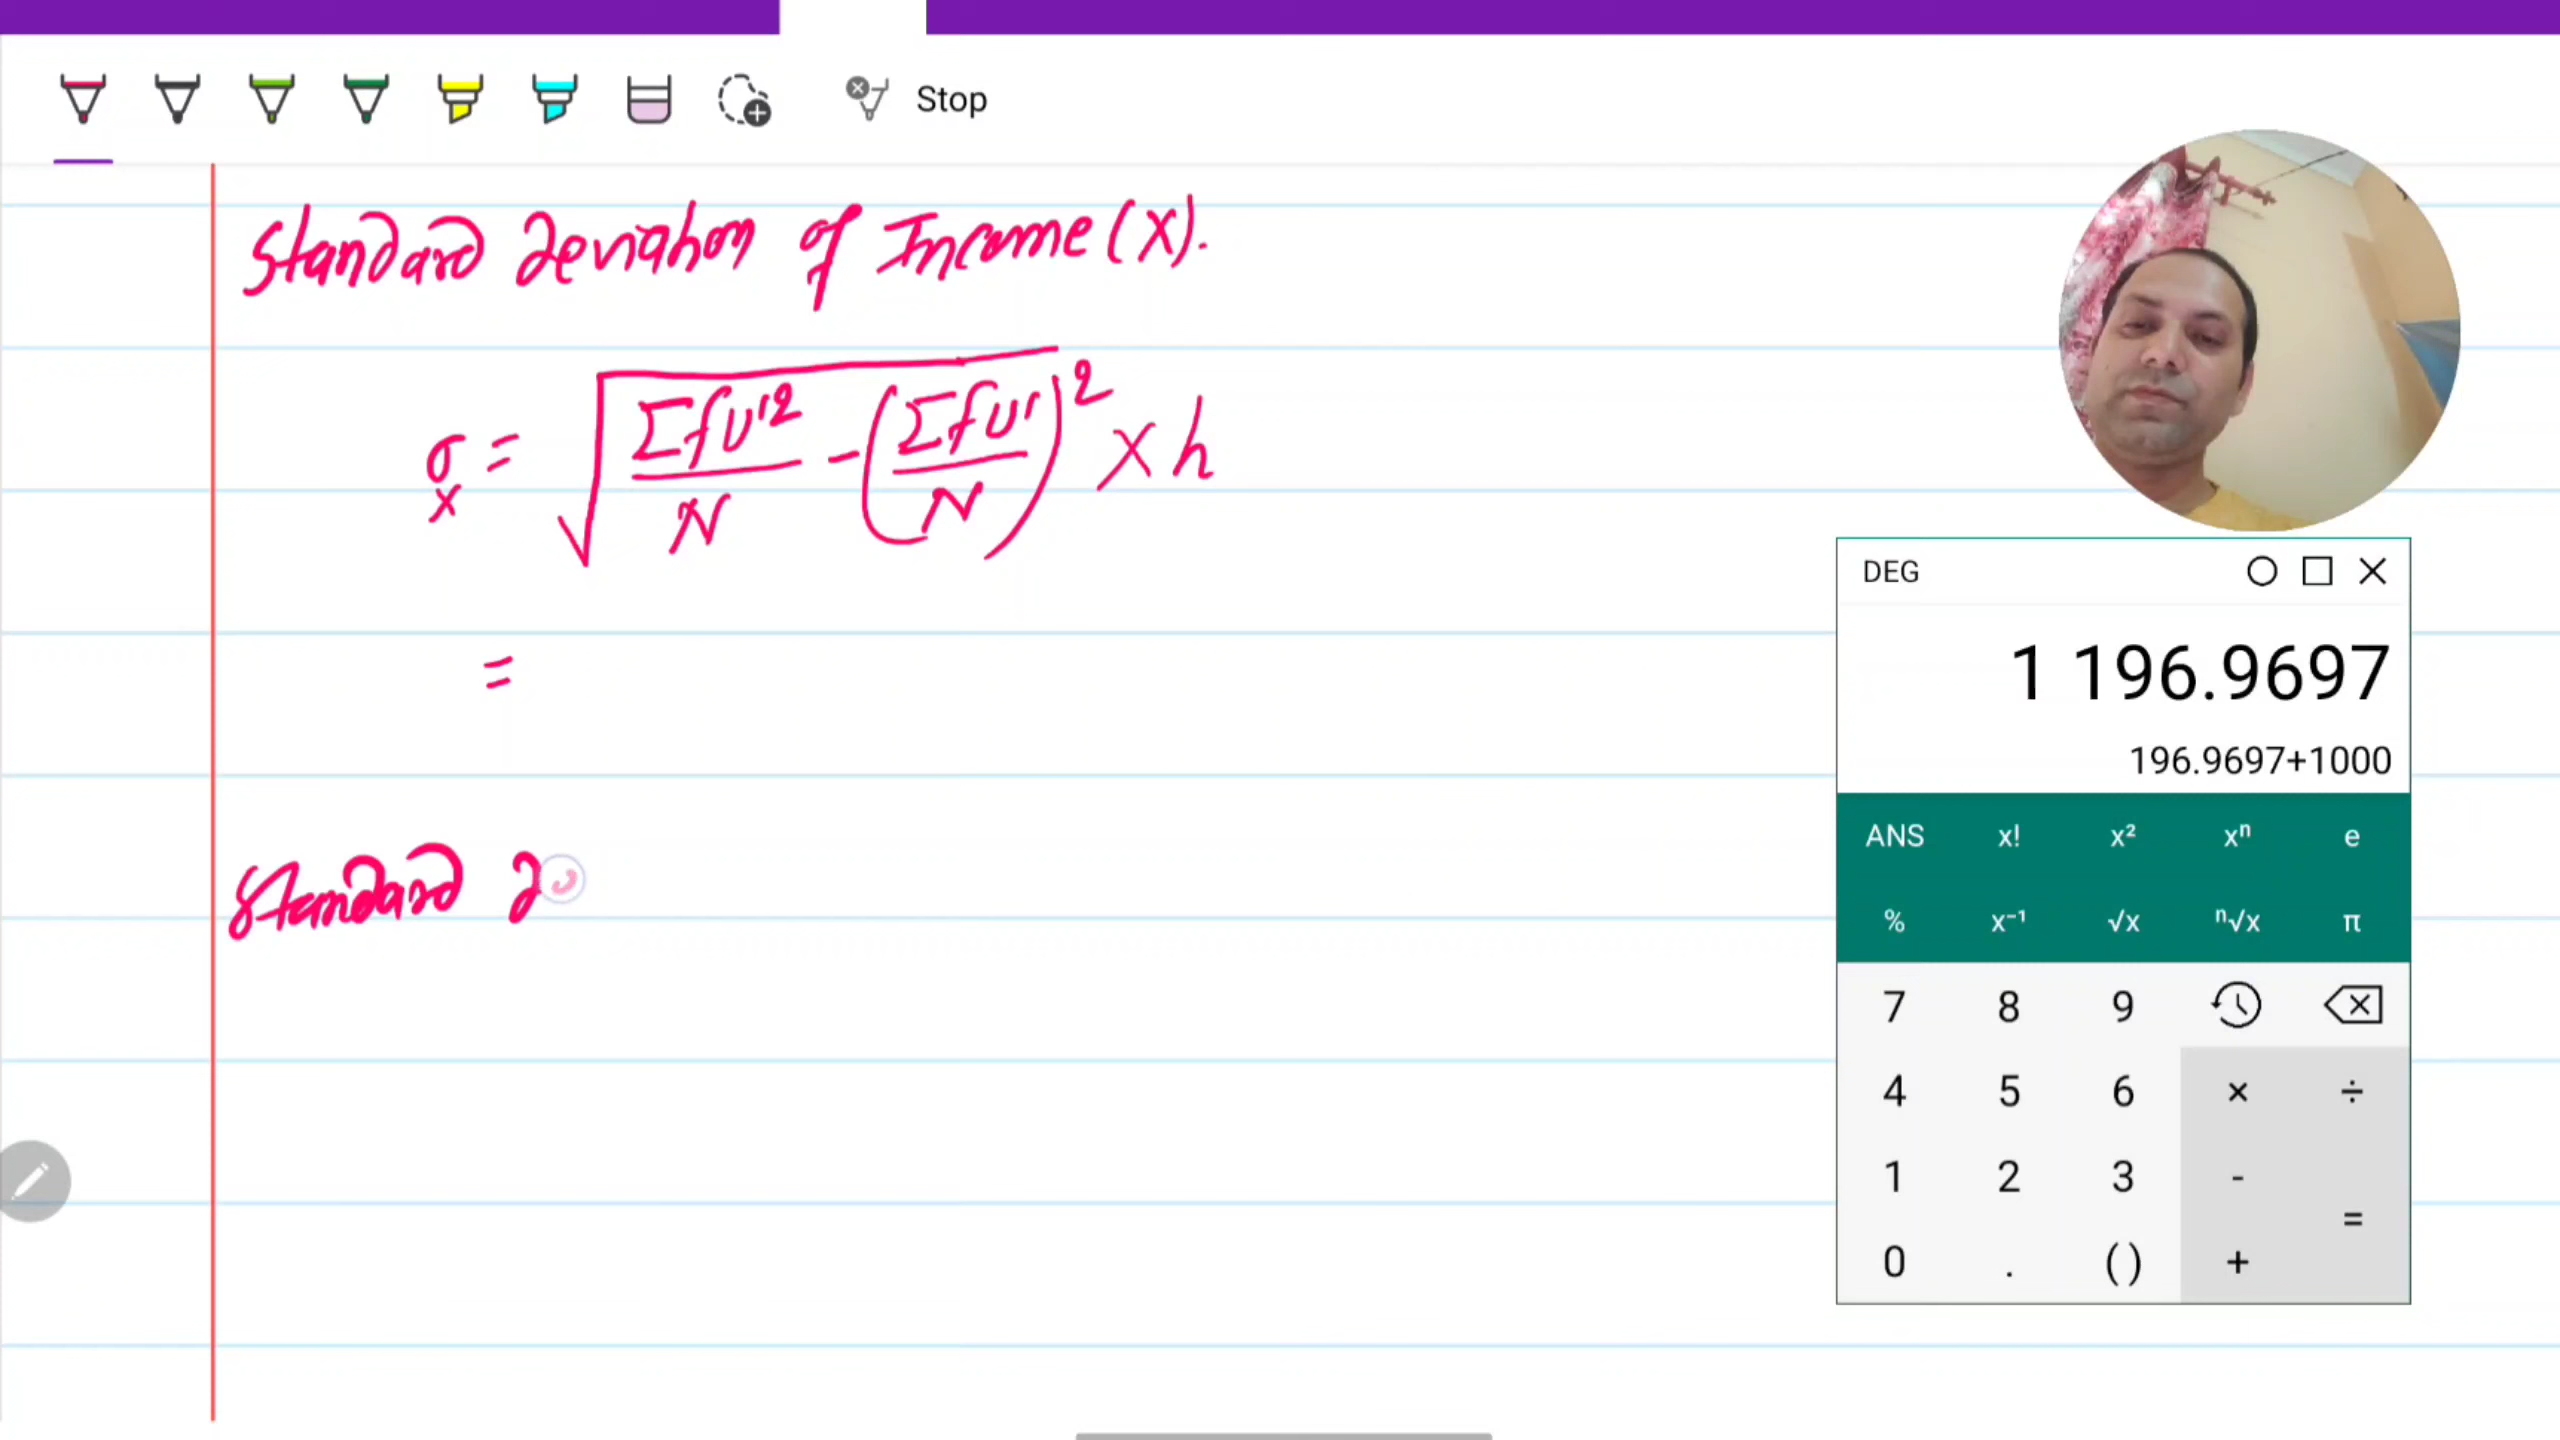 Stop
Standard Deviation of Income (X).
σx = √(Σfu'2/N - (Σfu'/N)2 × h
=
Standard De
DEG
1 196.9697
196.9697+1000
ANS x! x² xⁿ e
% x⁻¹ √x ⁿ√x π
7 8 9
4 5 6 × ÷
1 2 3 - =
0 . ( ) +